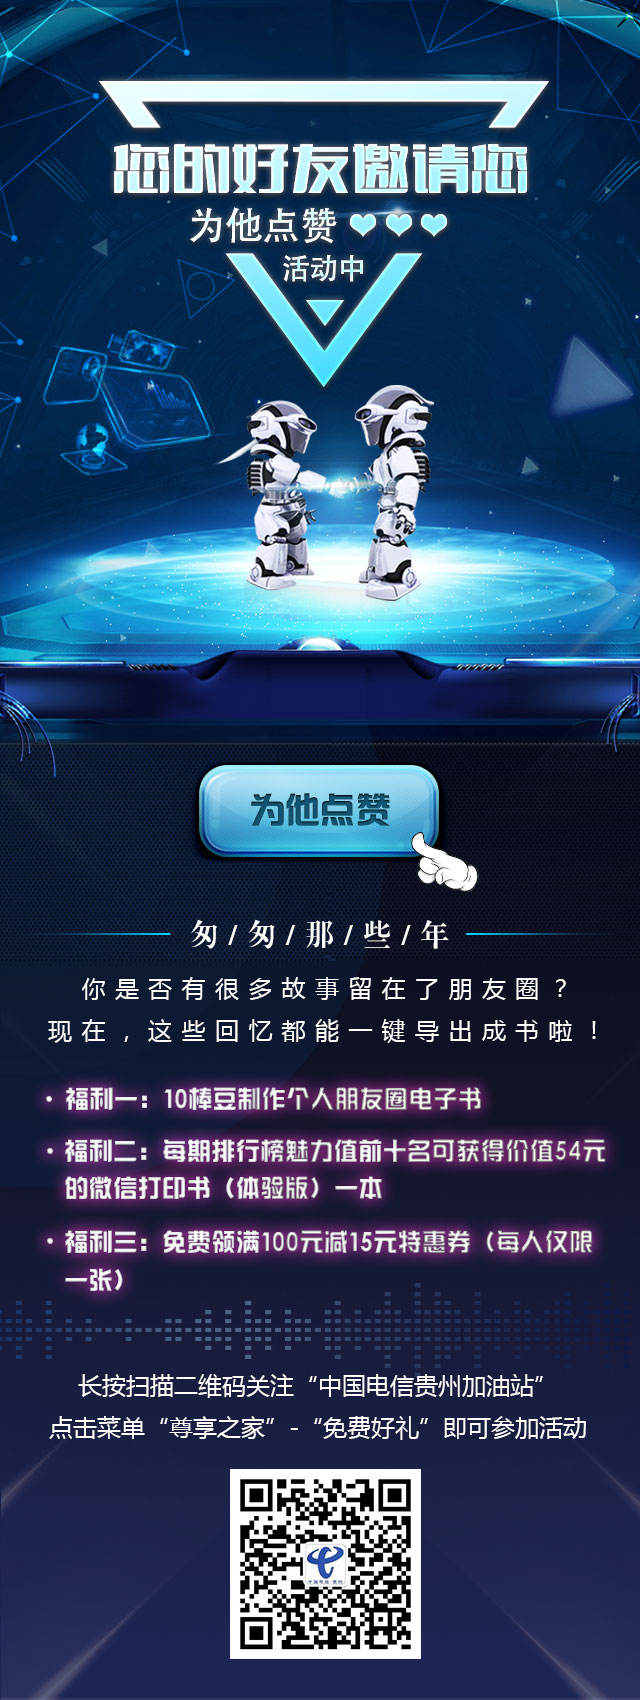 您的好友邀请您
为他点赞
活动中
为他点赞
匆/匆/那/些/年
你是否有很多故事留在了朋友圈？
现在，这些回忆都能一键导出成书啦！
·福利一：10棒豆制作个人朋友圈电子书
·福利二：每期排行榜魅力值前十名可获得价值54元
的微信打印书（体验版）一本
·福利三：免费领满100元减15元特惠券（每人仅限
一张）
长按扫描二维码关注“中国电信贵州加油站”
点击菜单“尊享之家”-“免费好礼”即可参加活动